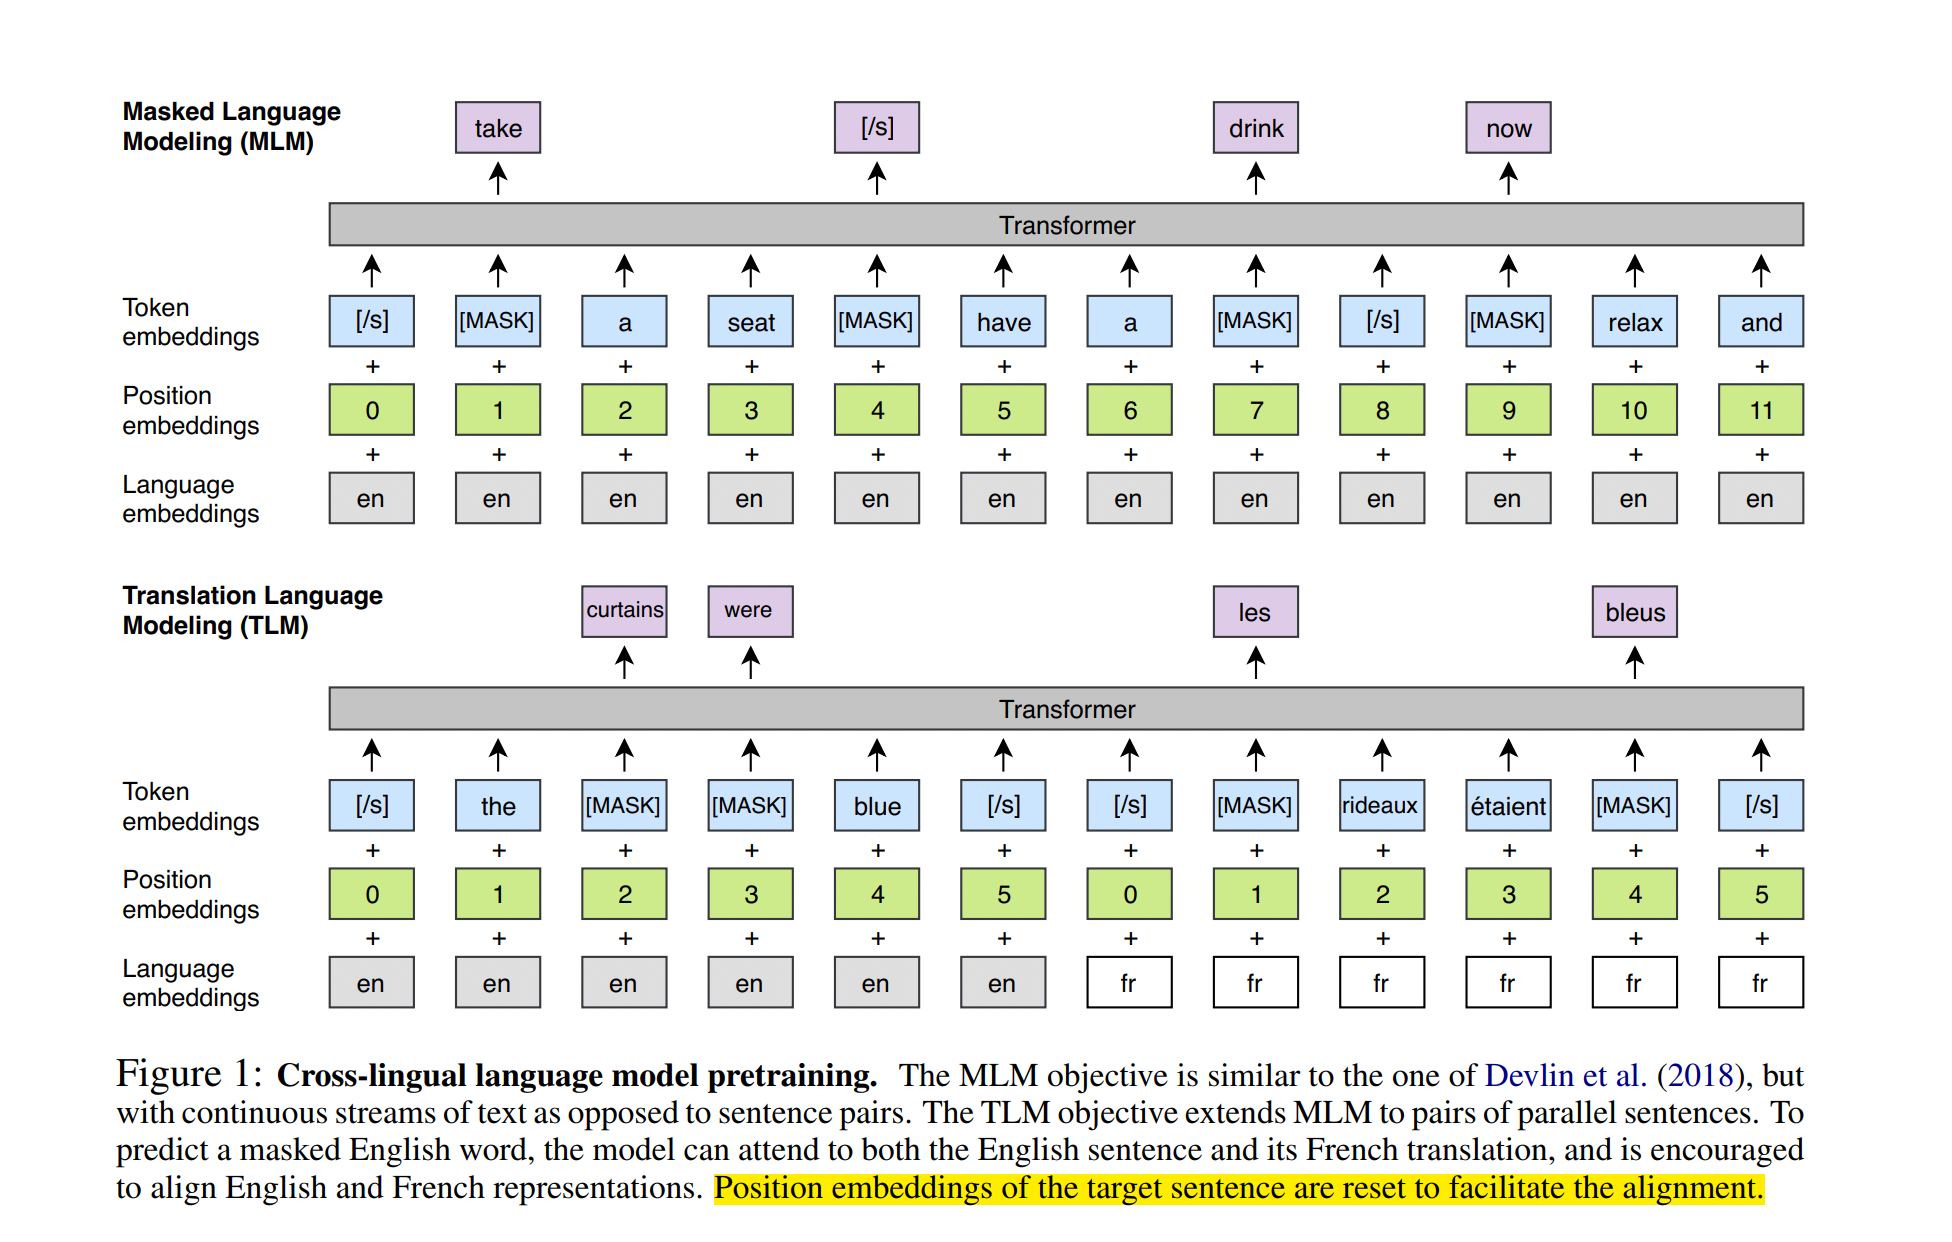 Masked Language
Modeling (MLM)
take [/s] drink now
Transformer
Token
embeddings
[/s] [MASK] a seat [MASK] have a [MASK] [/s] [MASK] relax and
+ + + + + + + + + + + +
Position
embeddings
0 1 2 3 4 5 6 7 8 9 10 11
+ + + + + + + + + + + +
Language
embeddings
en en en en en en en en en en en en
Translation Language
Modeling (TLM)
curtains were les bleus
Transformer
Token
embeddings
[/s] the [MASK] [MASK] blue [/s] [/s] [MASK] rideaux étaient [MASK] [/s]
+ + + + + + + + + + + +
Position
embeddings
0 1 2 3 4 5 0 1 2 3 4 5
+ + + + + + + + + + + +
Language
embeddings
en en en en en en fr fr fr fr fr fr
Figure 1: Cross-lingual language model pretraining. The MLM objective is similar to the one of Devlin et al. (2018), but
with continuous streams of text as opposed to sentence pairs. The TLM objective extends MLM to pairs of parallel sentences. To
predict a masked English word, the model can attend to both the English sentence and its French translation, and is encouraged
to align English and French representations. Position embeddings of the target sentence are reset to facilitate the alignment.